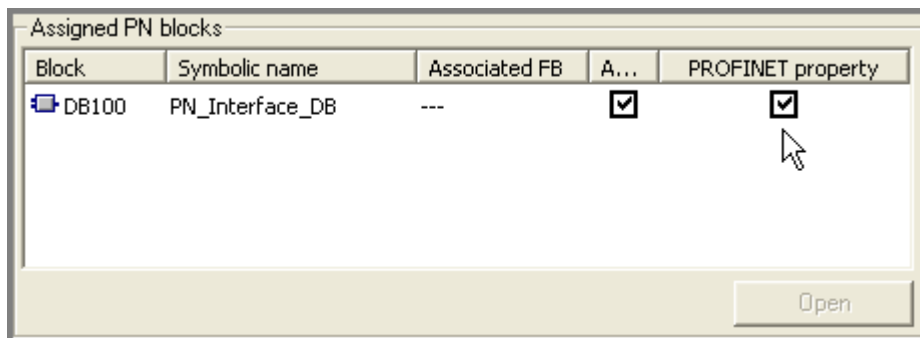 Assigned PN blocks
Block Symbolic name Associated FB A... PROFINET property
DB100 PN_Interface_DB ---
Open